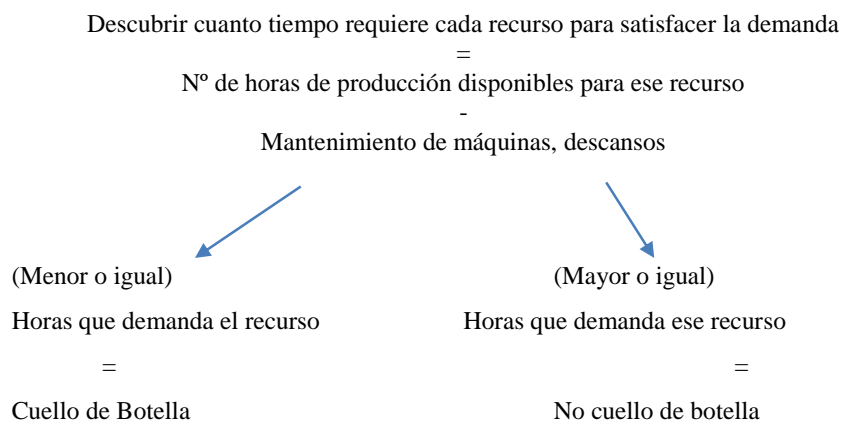 Descubrir cuanto tiempo requiere cada recurso para satisfacer la demanda
=
Nº de horas de producción disponibles para ese recurso
-
Mantenimiento de máquinas, descansos
(Menor o igual)
(Mayor o igual)
Horas que demanda el recurso
Horas que demanda ese recurso
=
=
Cuello de Botella
No cuello de botella